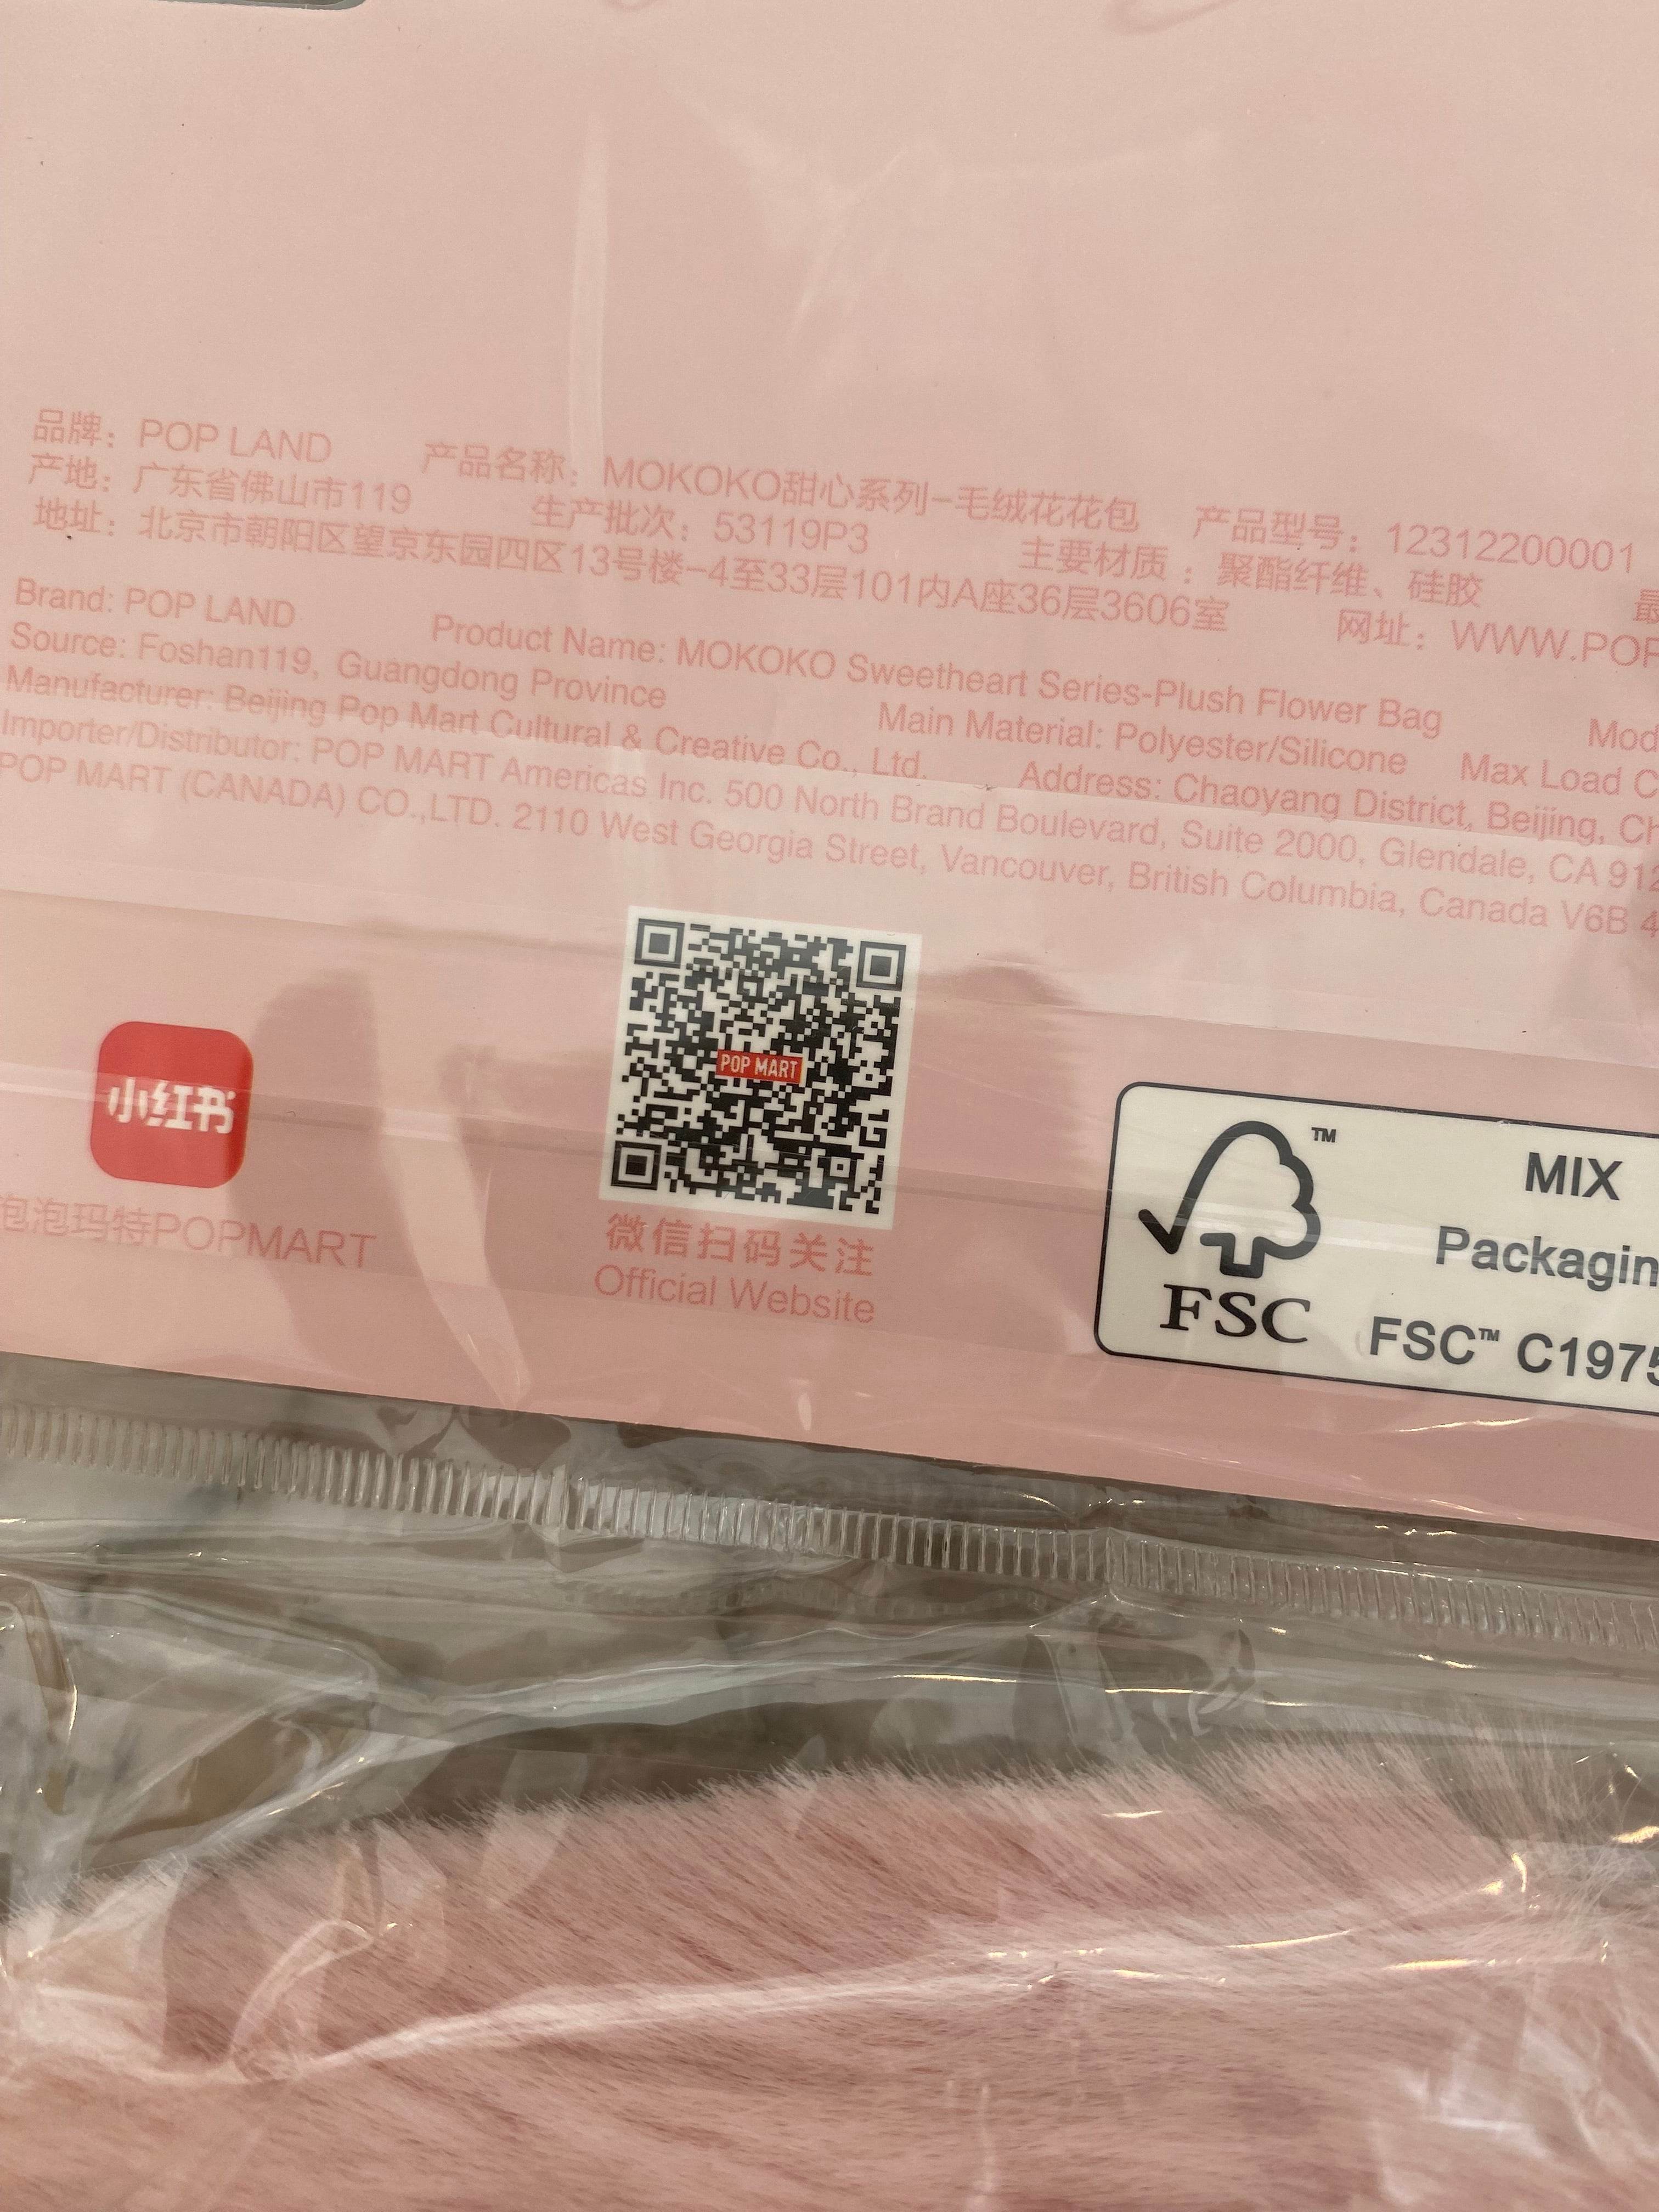 品牌：POP LAND 产品名称：MOKOKO甜心系列-毛绒花花包 产品型号：12312200001
产地：广东省佛山市119 生产批次：53119P3 主要材质：聚酯纤维、硅胶 最
地址：北京市朝阳区望京东园四区13号楼-4至33层101内A座36层3606室 网址：WWW.POP
Brand: POP LAND Product Name: MOKOKO Sweetheart Series-Plush Flower Bag Mod
Source: Foshan119, Guangdong Province Main Material: Polyester/Silicone Max Load C
Manufacturer: Beijing Pop Mart Cultural & Creative Co., Ltd. Address: Chaoyang District, Beijing, Ch
Importer/Distributor: POP MART Americas Inc. 500 North Brand Boulevard, Suite 2000, Glendale, CA 912
POP MART (CANADA) CO.,LTD. 2110 West Georgia Street, Vancouver, British Columbia, Canada V6B 4
小红书
泡泡玛特POPMART
POP MART
微信扫码关注
Official Website
TM
FSC
MIX
Packagin
FSC™ C1975